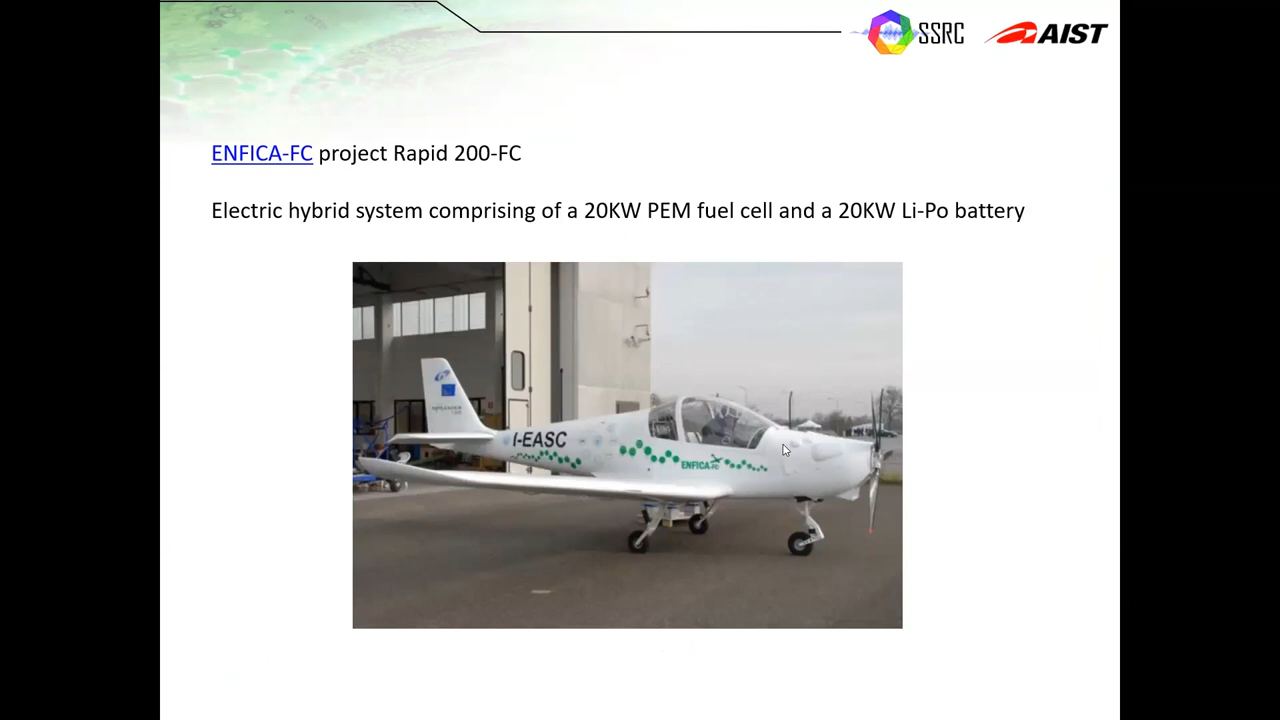 SSRC
AIST
ENFICA-FC project Rapid 200-FC
Electric hybrid system comprising of a 20KW PEM fuel cell and a 20KW Li-Po battery
I-EASC
ENFICA-FC